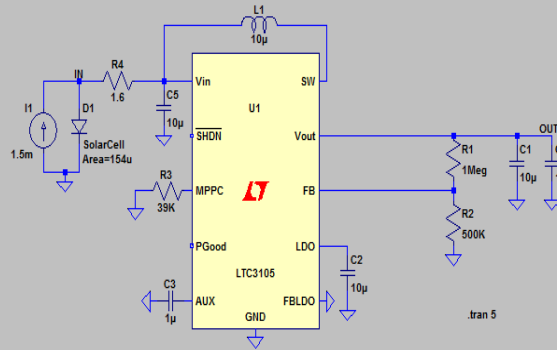 L1
10µ
IN
R4
1.6
Vin
SW
C5
10µ
U1
I1
1.5m
D1
SolarCell
Area=154u
SHDN
Vout
OUT
R1
1Meg
C1
10µ
R3
39K
MPPC
FB
R2
500K
PGood
LDO
C2
10µ
LTC3105
C3
1µ
AUX
FBLDO
GND
.tran 5